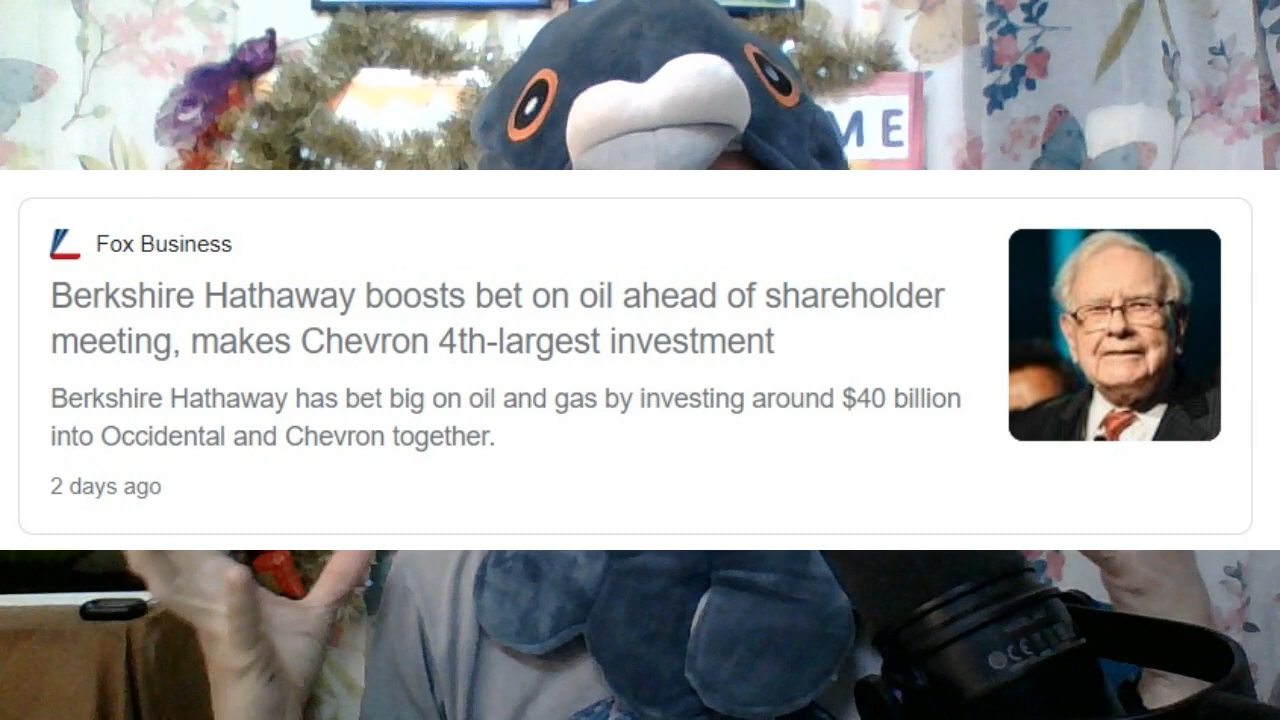 M E
Fox Business
Berkshire Hathaway boosts bet on oil ahead of shareholder
meeting, makes Chevron 4th-largest investment
Berkshire Hathaway has bet big on oil and gas by investing around $40 billion
into Occidental and Chevron together.
2 days ago